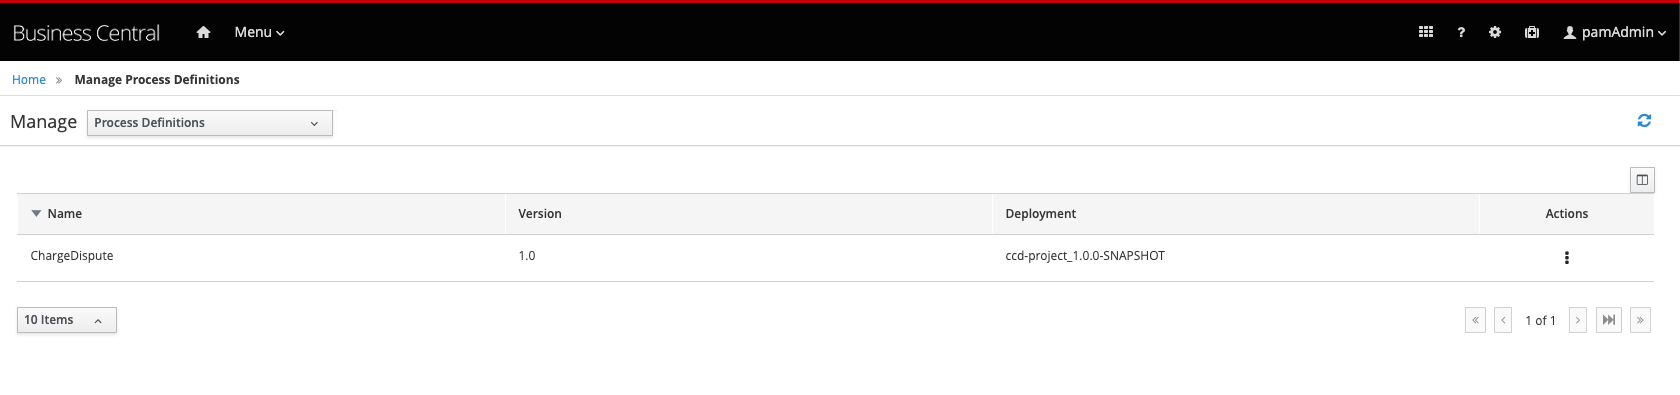 Business Central Menu ? pamAdmin
Home » Manage Process Definitions
Manage Process Definitions
Name Version Deployment Actions
ChargeDispute 1.0 ccd-project_1.0.0-SNAPSHOT
10 Items 1 of 1